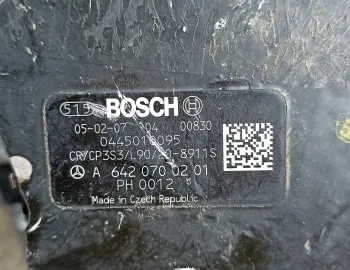 519 BOSCH
05-02-07 04 00830
0445010095
CR/CP3S3/L90/20-8911S
A 642 070 02 01
PH 0012
Made in Czech Republic